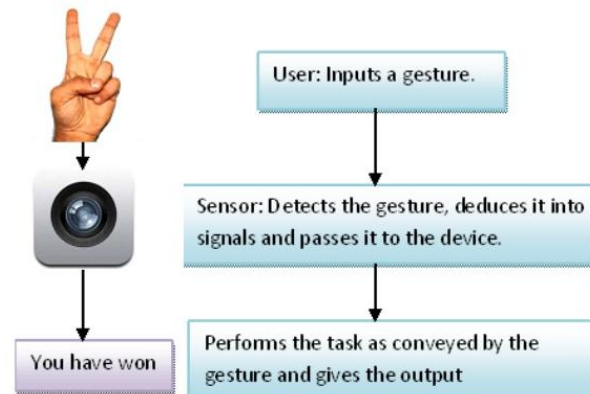 User: Inputs a gesture.
Sensor: Detects the gesture, deduces it into
signals and passes it to the device.
You have won
Performs the task as conveyed by the
gesture and gives the output